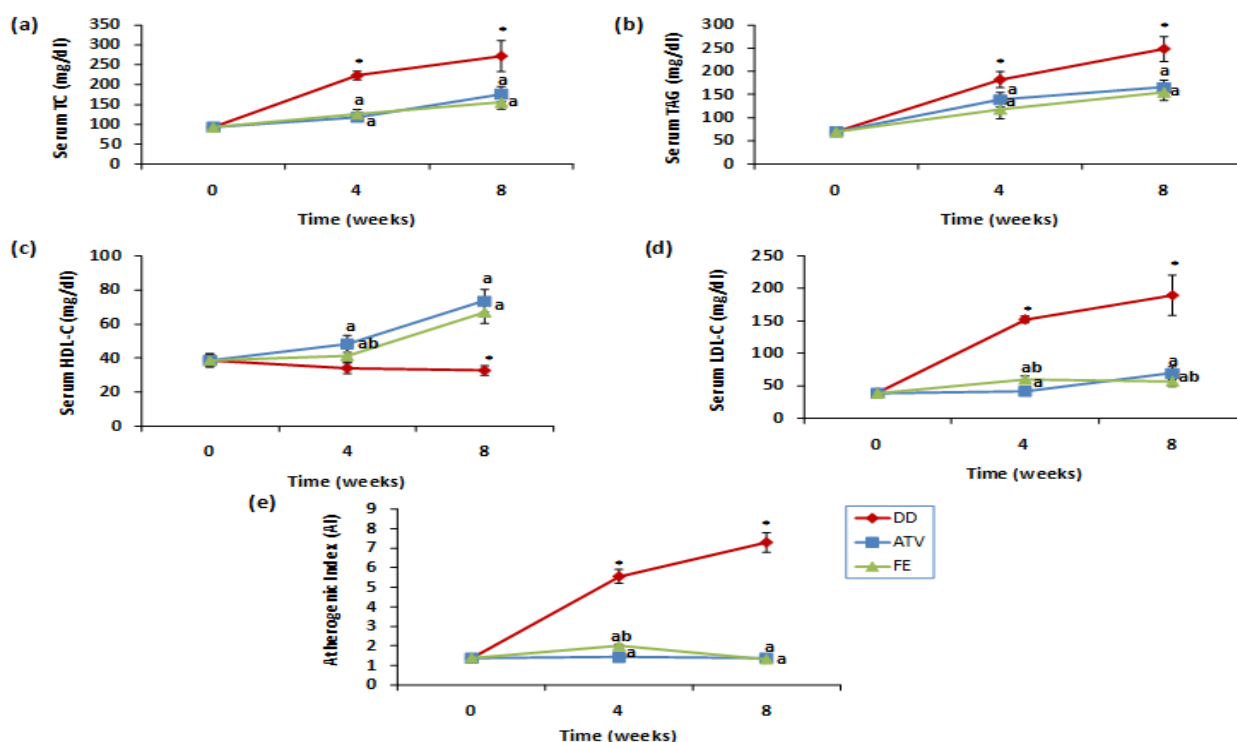 (a)
Serum TC (mg/dl)
350
300
250
200
150
100
50
0
* *
a a
a a
0 4 8
Time (weeks)
(b)
Serum TAG (mg/dl)
300
250
200
150
100
50
0
* *
a a
a a
0 4 8
Time (weeks)
(c)
Serum HDL-C (mg/dl)
100
80
60
40
20
0
a a
ab a
*
0 4 8
Time (weeks)
(d)
Serum LDL-C (mg/dl)
250
200
150
100
50
0
* *
ab a
a ab
0 4 8
Time (weeks)
(e)
Atherogenic Index (AI)
9
8
7
6
5
4
3
2
1
0
* *
ab a
a a
0 4 8
Time (weeks)
DD
ATV
FE